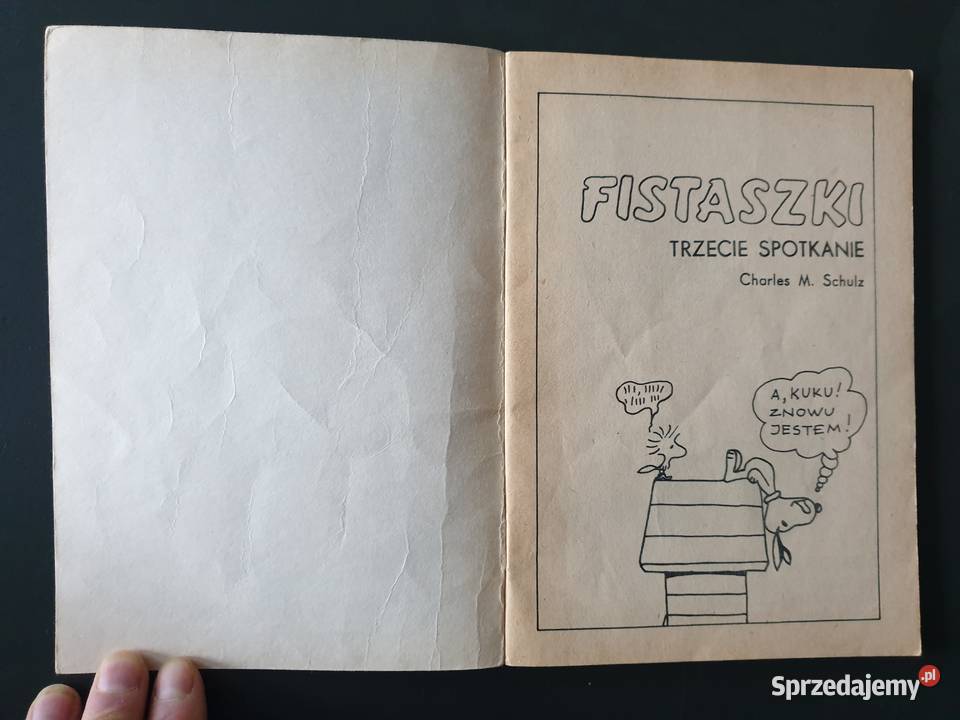 FISTASZKI
TRZECIE SPOTKANIE
Charles M. Schulz
A, KUKU!
ZNOWU
JESTEM!
Sprzedajemy.pl